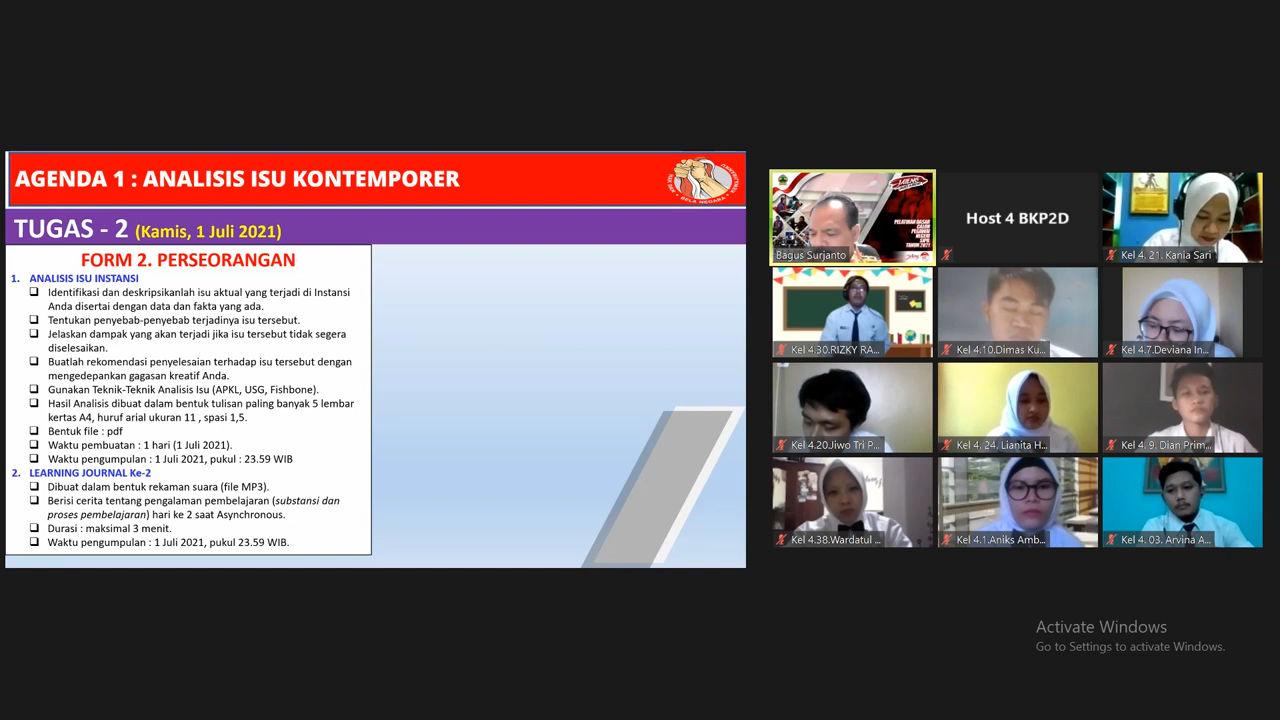 AGENDA 1 : ANALISIS ISU KONTEMPORER
TUGAS - 2 (Kamis, 1 Juli 2021)
FORM 2. PERSEORANGAN
1. ANALISIS ISU INSTANSI
Identifikasi dan deskripsikanlah isu aktual yang terjadi di Instansi
Anda disertai dengan data dan fakta yang ada.
Tentukan penyebab-penyebab terjadinya isu tersebut.
Jelaskan dampak yang akan terjadi jika isu tersebut tidak segera
diselesaikan.
Buatlah rekomendasi penyelesaian terhadap isu tersebut dengan
mengedepankan gagasan kreatif Anda.
Gunakan Teknik-Teknik Analisis Isu (APKL, USG, Fishbone).
Hasil Analisis dibuat dalam bentuk tulisan paling banyak 5 lembar
kertas A4, huruf arial ukuran 11 , spasi 1,5.
Bentuk file : pdf
Waktu pembuatan : 1 hari (1 Juli 2021).
Waktu pengumpulan : 1 Juli 2021, pukul : 23.59 WIB
2. LEARNING JOURNAL Ke-2
Dibuat dalam bentuk rekaman suara (file MP3).
Berisi cerita tentang pengalaman pembelajaran (substansi dan
proses pembelajaran) hari ke 2 saat Asynchronous.
Durasi : maksimal 3 menit.
Waktu pengumpulan : 1 Juli 2021, pukul 23.59 WIB.
BELA NEGARA
PELATIHAN DASAR
CALON
PEGAWAI
NEGERI
SIPIL
TAHUN 2021
Bagus Surjanto
Host 4 BKP2D
Kel 4. 21. Kania Sari
Kel 4.30.RIZKY RA...
Kel 4.10.Dimas Ku...
Kel 4.7.Deviana In...
Kel 4.20.Jiwo Tri P...
Kel 4. 24. Lianita H...
Kel 4. 9. Dian Prim...
Kel 4.38.Wardatul ...
Kel 4.1.Aniks Amb...
Kel 4. 03. Arvina A...
Activate Windows
Go to Settings to activate Windows.